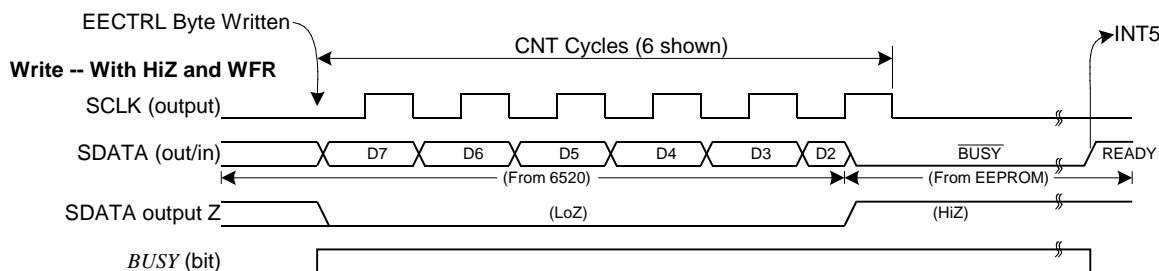 EECTRL Byte Written
INT5
CNT Cycles (6 shown)
Write -- With HiZ and WFR
SCLK (output)
SDATA (out/in)
D7
D6
D5
D4
D3
D2
BUSY
READY
(From 6520)
(From EEPROM)
SDATA output Z
(LoZ)
(HiZ)
BUSY (bit)